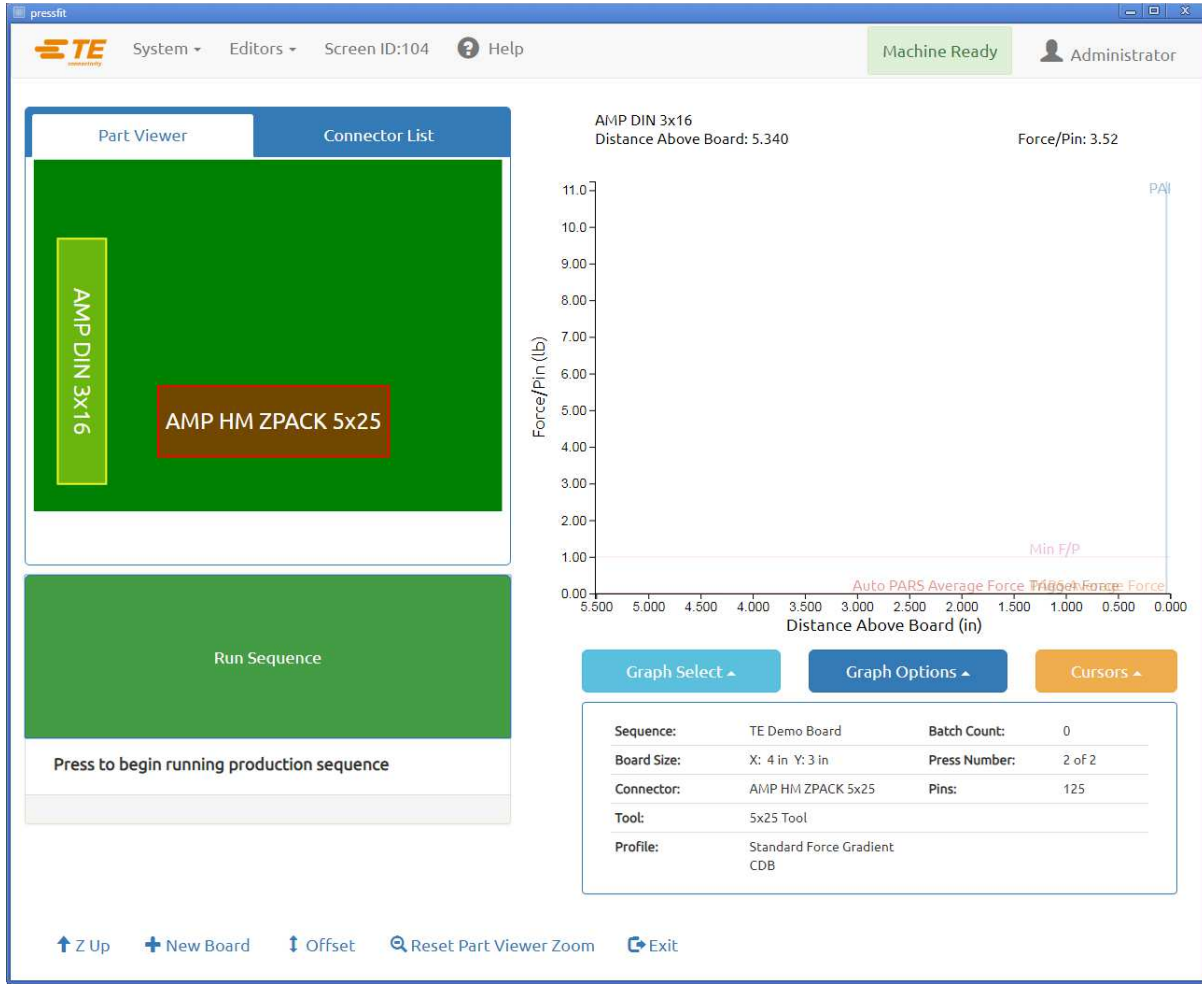 pressfit
TE connectivity
System Editors Screen ID:104 Help Machine Ready Administrator
Part Viewer Connector List
AMP DIN 3x16
AMP HM ZPACK 5x25
Run Sequence
Press to begin running production sequence
AMP DIN 3x16
Distance Above Board: 5.340 Force/Pin: 3.52
PAI
Force/Pin (lb)
11.0
10.0
9.00
8.00
7.00
6.00
5.00
4.00
3.00
2.00
1.00
0.00
Min F/P
Auto PARS Average Force Trigger Force PARS Average Force
5.500 5.000 4.500 4.000 3.500 3.000 2.500 2.000 1.500 1.000 0.500 0.000
Distance Above Board (in)
Graph Select Graph Options Cursors
Sequence: TE Demo Board Batch Count: 0
Board Size: X: 4 in Y: 3 in Press Number: 2 of 2
Connector: AMP HM ZPACK 5x25 Pins: 125
Tool: 5x25 Tool
Profile: Standard Force Gradient
CDB
Z Up New Board Offset Reset Part Viewer Zoom Exit